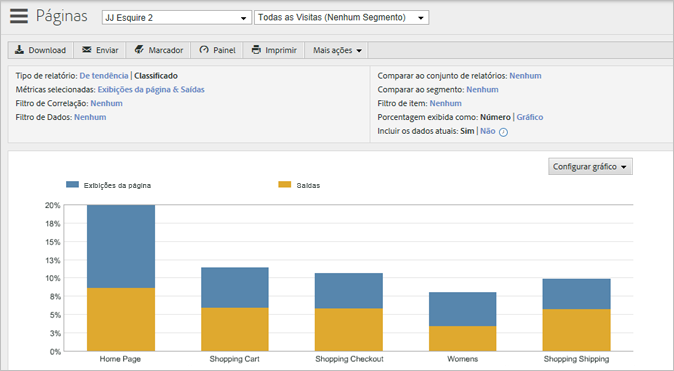 Páginas JJ Esquire 2 Todas as Visitas (Nenhum Segmento)
Download Enviar Marcador Painel Imprimir Mais ações
Tipo de relatório: De tendência | Classificado
Métricas selecionadas: Exibições da página & Saídas
Filtro de Correlação: Nenhum
Filtro de Dados: Nenhum
Comparar ao conjunto de relatórios: Nenhum
Comparar ao segmento: Nenhum
Filtro de item: Nenhum
Porcentagem exibida como: Número | Gráfico
Incluir os dados atuais: Sim | Não
Configurar gráfico
Exibições da página Saídas
20%
18%
15%
13%
10%
8%
5%
3%
0%
Home Page Shopping Cart Shopping Checkout Womens Shopping Shipping